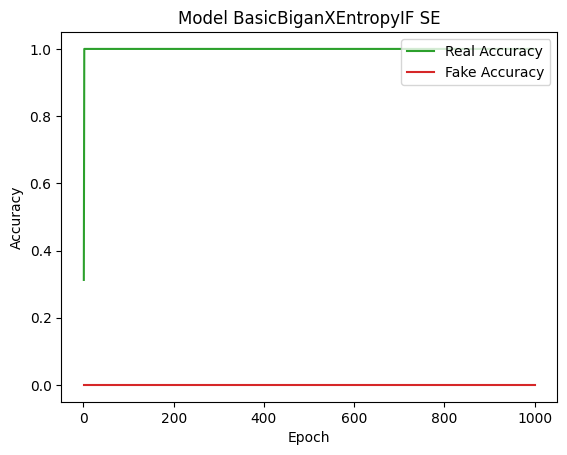 Model BasicBiganXEntropyIF SE
Real Accuracy
Fake Accuracy
Accuracy
1.0
0.8
0.6
0.4
0.2
0.0
0 200 400 600 800 1000
Epoch